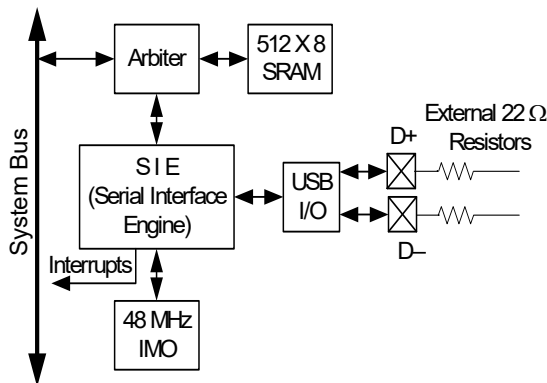 System Bus
Arbiter
512 X 8
SRAM
S I E
(Serial Interface
Engine)
USB
I/O
D+
D–
External 22 Ω
Resistors
Interrupts
48 MHz
IMO